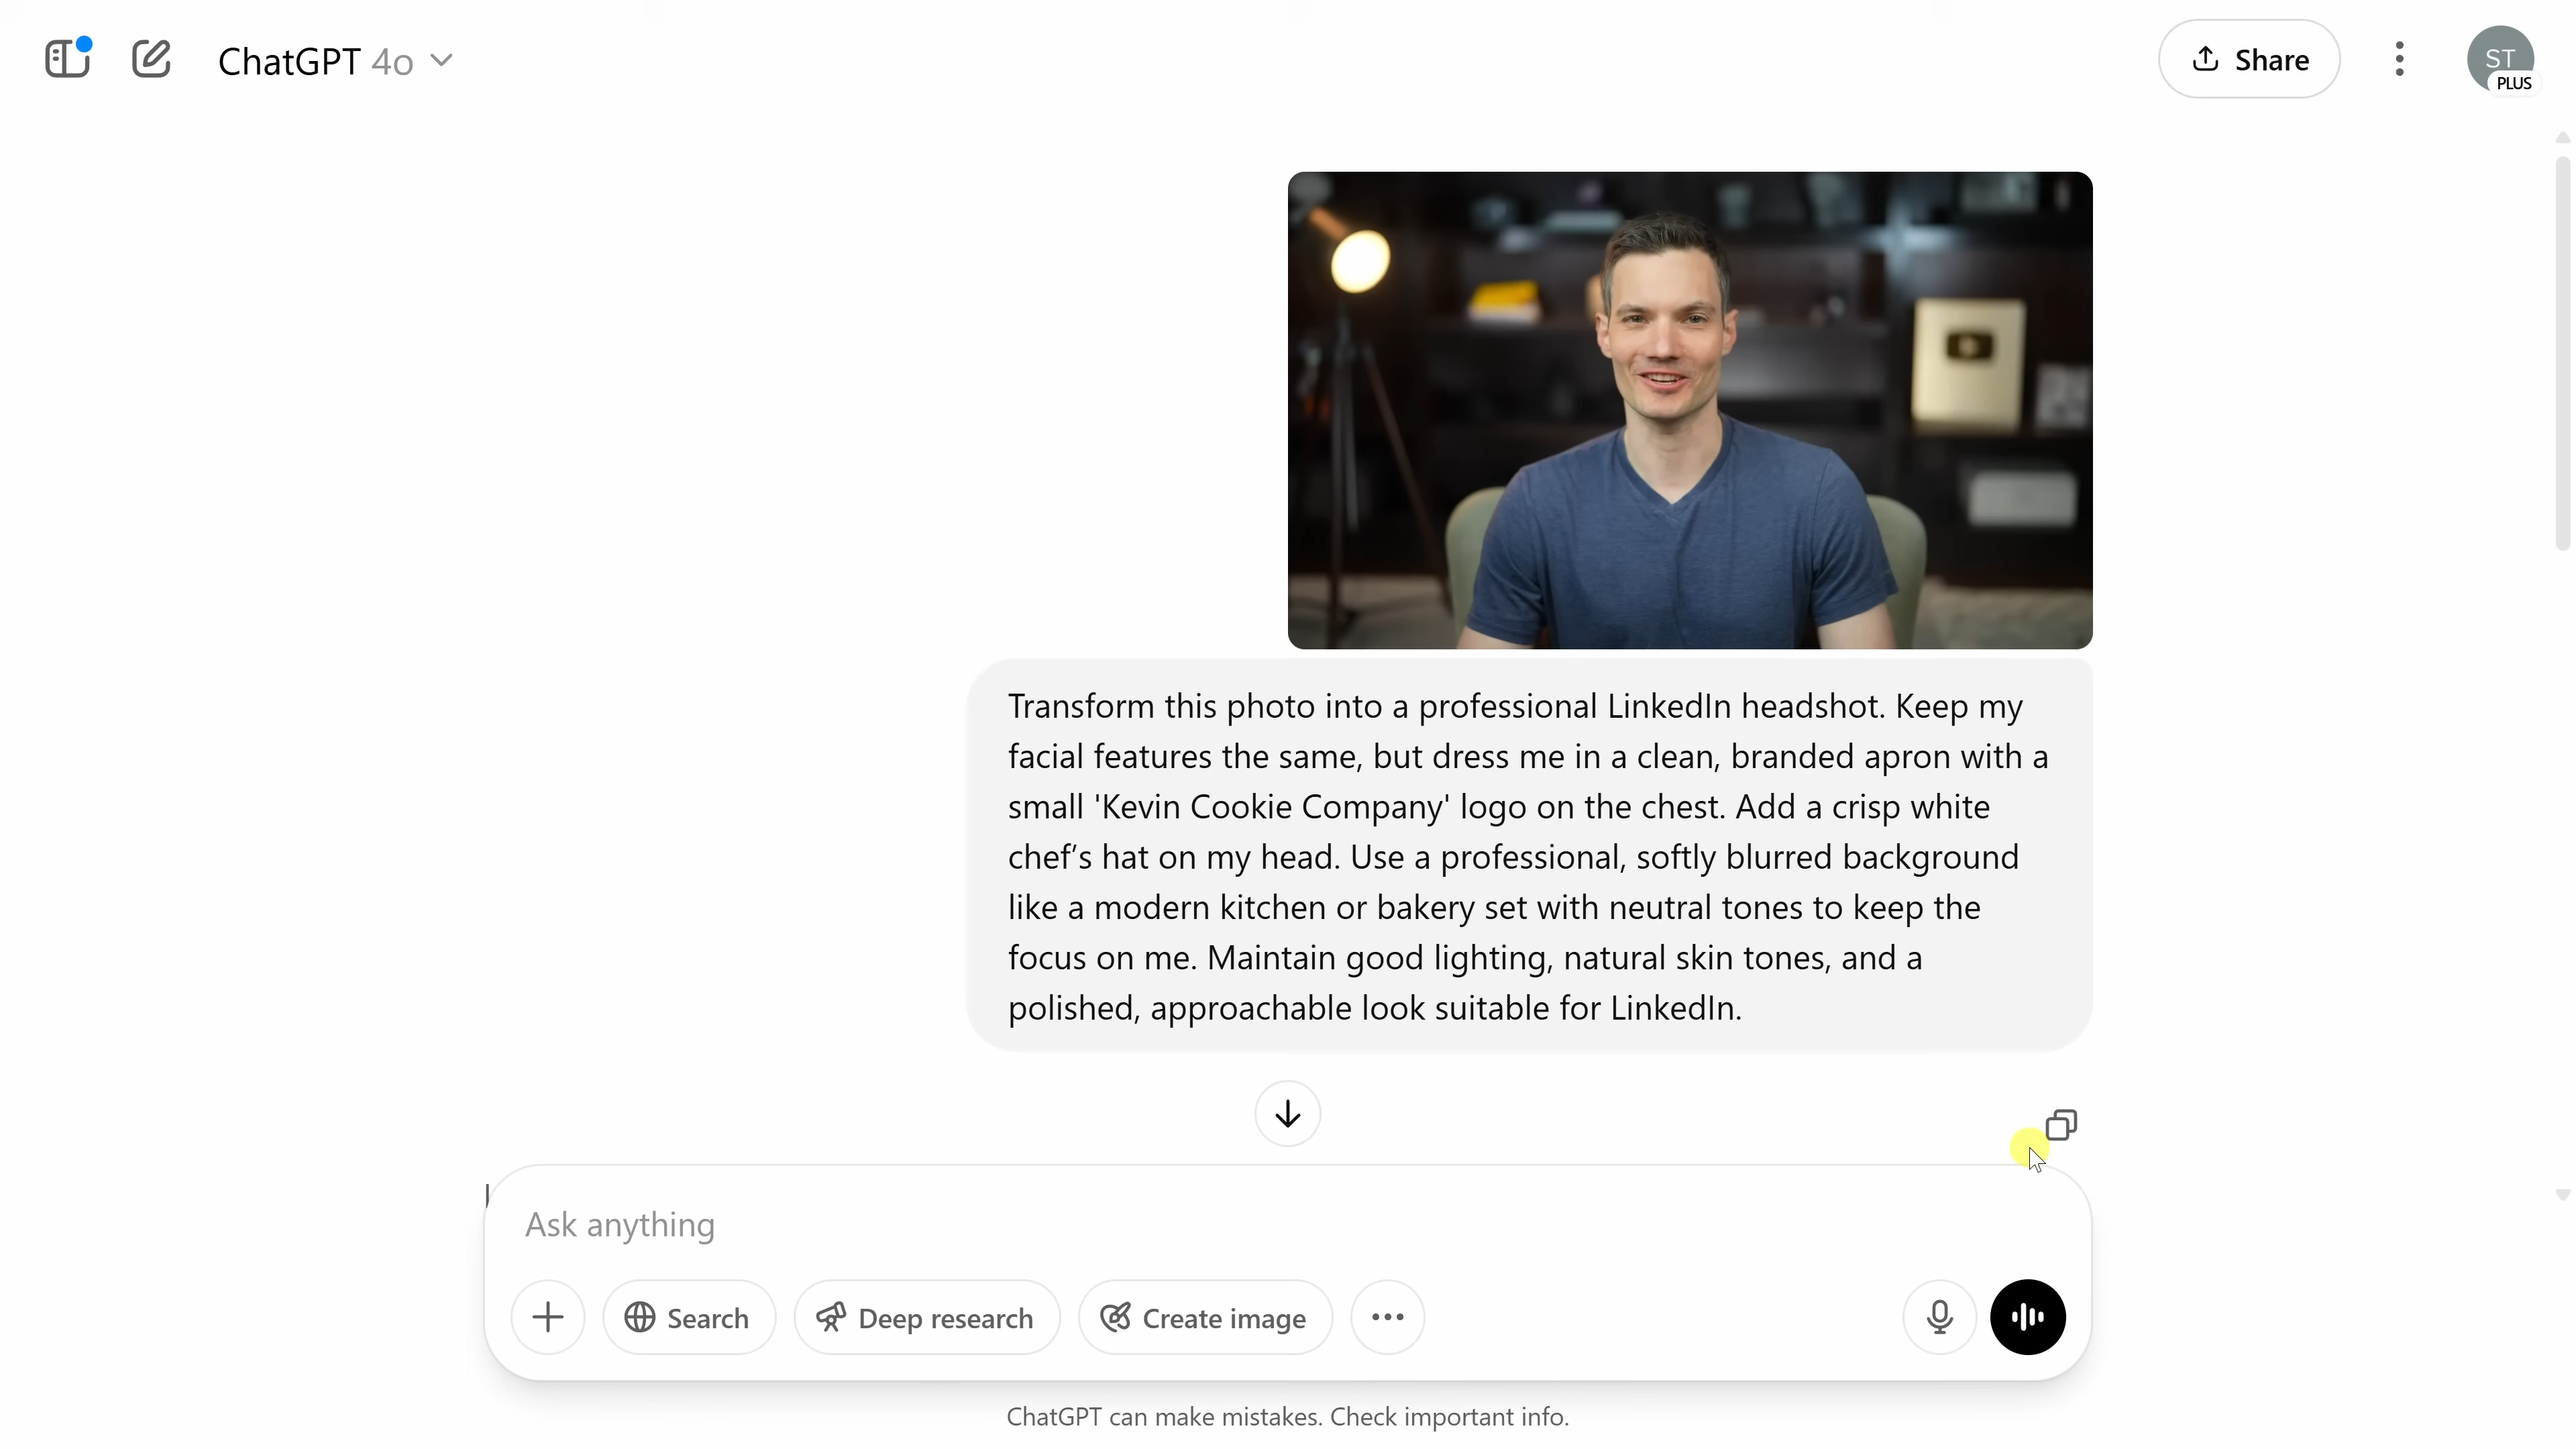 ChatGPT 4o
Share
ST
PLUS
Transform this photo into a professional LinkedIn headshot. Keep my
facial features the same, but dress me in a clean, branded apron with a
small 'Kevin Cookie Company' logo on the chest. Add a crisp white
chef’s hat on my head. Use a professional, softly blurred background
like a modern kitchen or bakery set with neutral tones to keep the
focus on me. Maintain good lighting, natural skin tones, and a
polished, approachable look suitable for LinkedIn.
Ask anything
Search
Deep research
Create image
ChatGPT can make mistakes. Check important info.